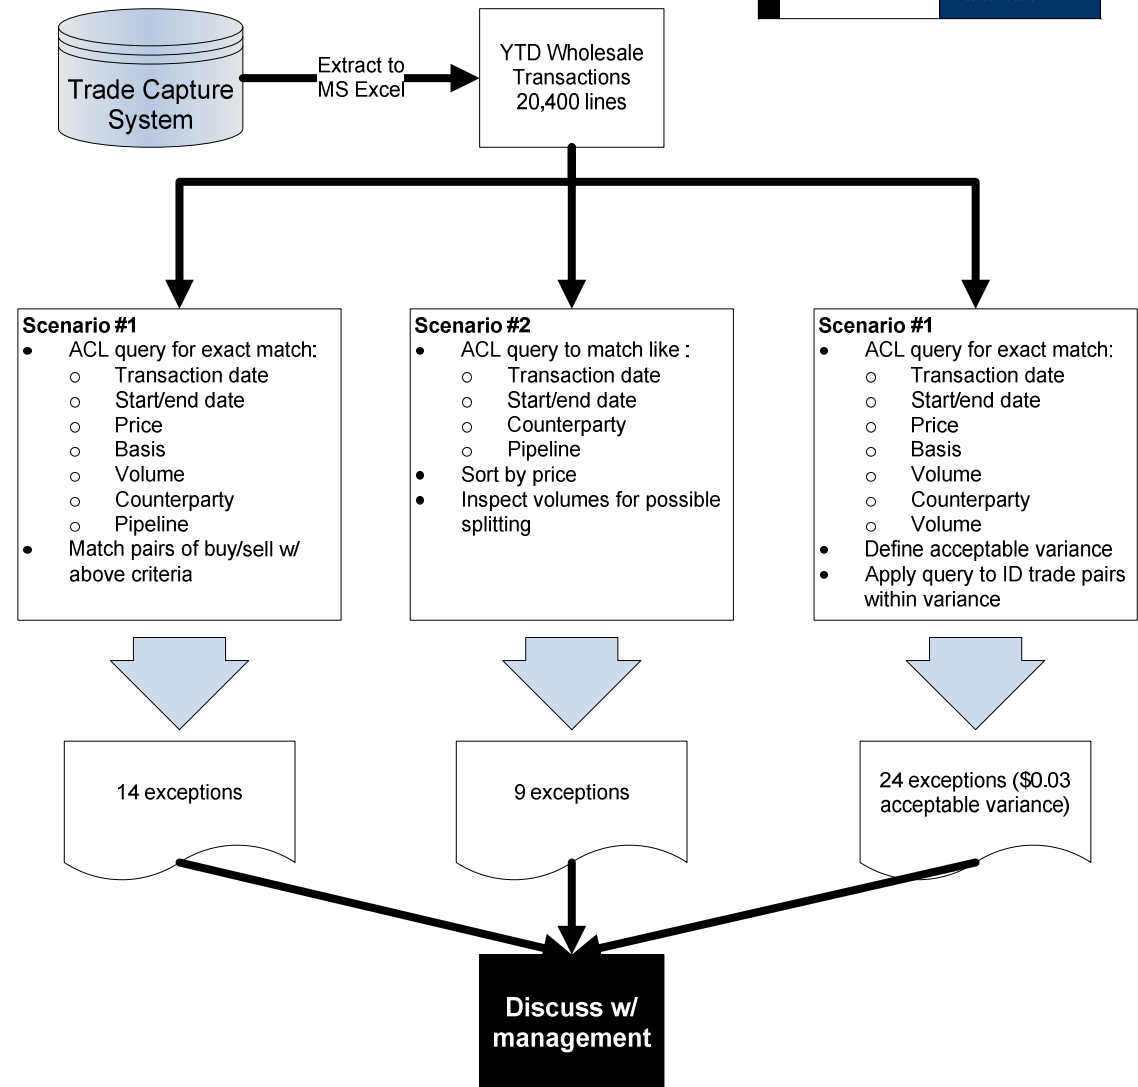 Trade Capture
System
Extract to
MS Excel
YTD Wholesale
Transactions
20,400 lines
Scenario #1
• ACL query for exact match:
o Transaction date
o Start/end date
o Price
o Basis
o Volume
o Counterparty
o Pipeline
• Match pairs of buy/sell w/
above criteria
Scenario #2
• ACL query to match like :
o Transaction date
o Start/end date
o Counterparty
o Pipeline
• Sort by price
• Inspect volumes for possible
splitting
Scenario #1
• ACL query for exact match:
o Transaction date
o Start/end date
o Price
o Basis
o Volume
o Counterparty
o Volume
• Define acceptable variance
• Apply query to ID trade pairs
within variance
14 exceptions
9 exceptions
24 exceptions ($0.03
acceptable variance)
Discuss w/
management